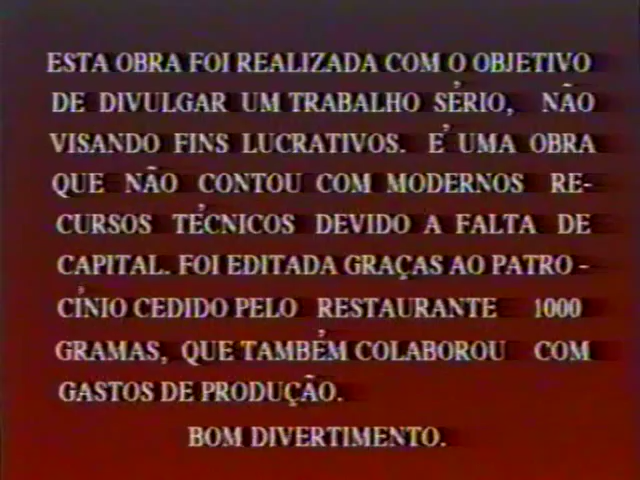 ESTA OBRA FOI REALIZADA COM O OBJETIVO
DE DIVULGAR UM TRABALHO SÉRIO, NÃO
VISANDO FINS LUCRATIVOS. É UMA OBRA
QUE NÃO CONTOU COM MODERNOS RE-
CURSOS TÉCNICOS DEVIDO A FALTA DE
CAPITAL. FOI EDITADA GRAÇAS AO PATRO-
CÍNIO CEDIDO PELO RESTAURANTE 1000
GRAMAS, QUE TAMBÉM COLABOROU COM
GASTOS DE PRODUÇÃO.
BOM DIVERTIMENTO.